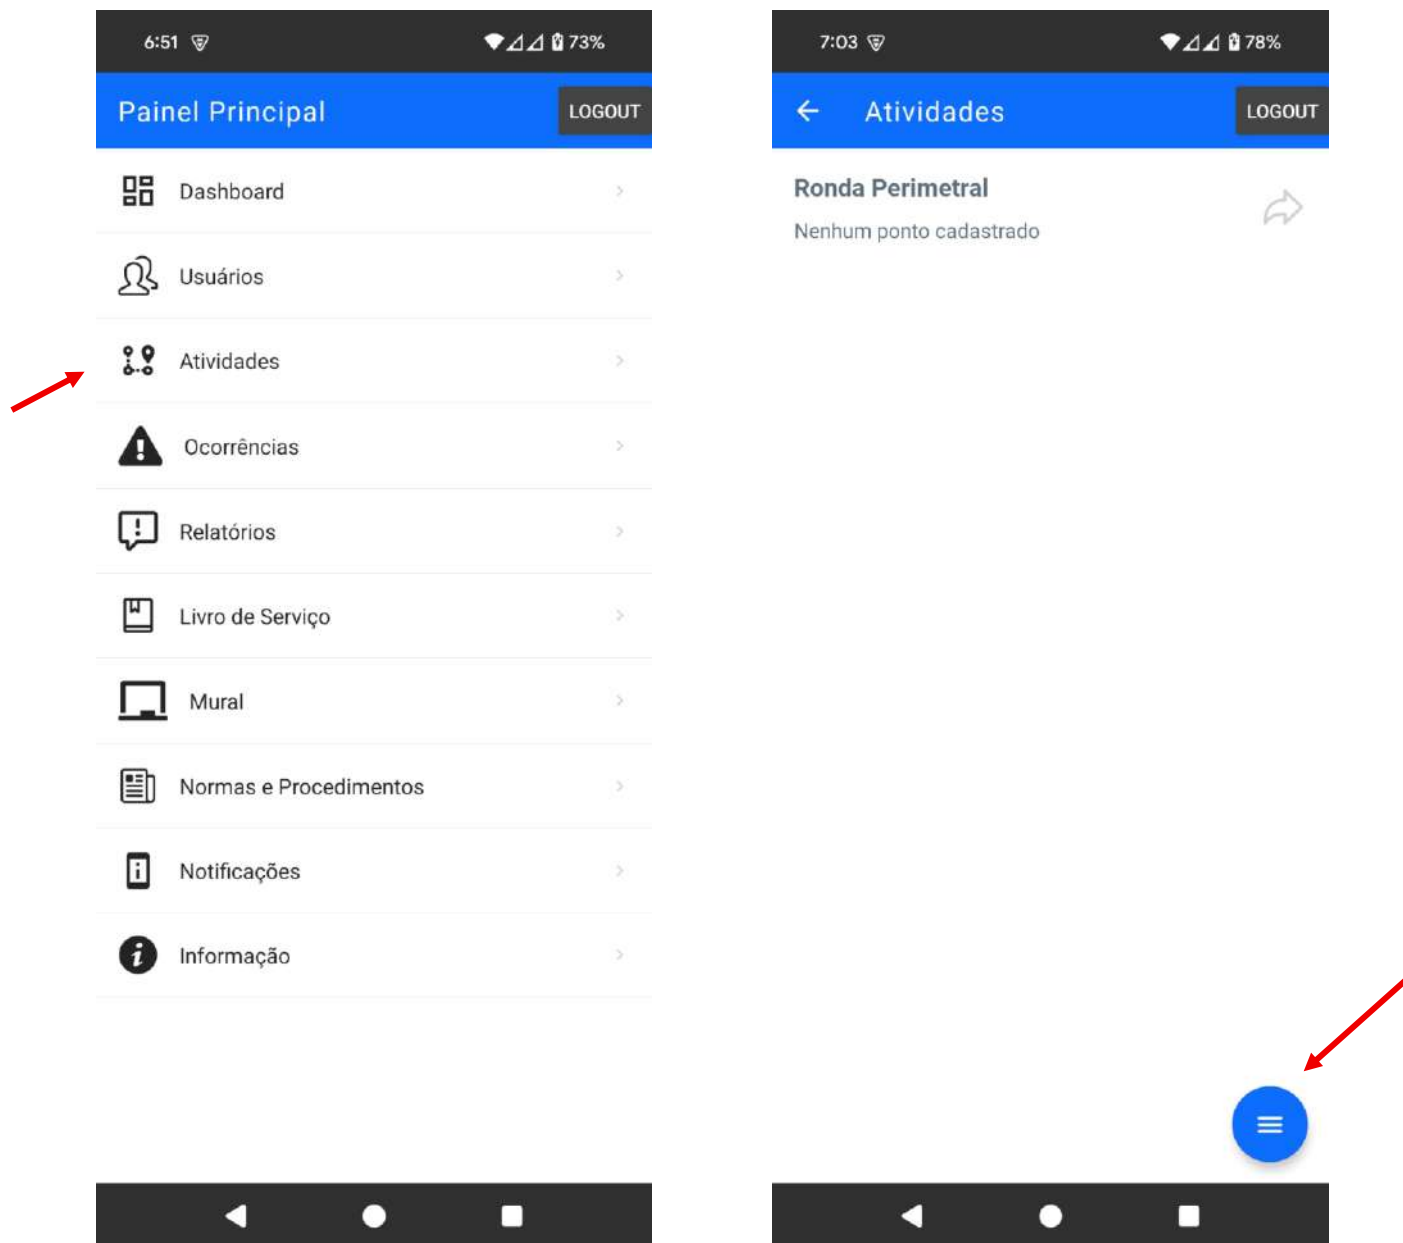 6:51
73%
Painel Principal
LOGOUT
Dashboard
Usuários
Atividades
Ocorrências
Relatórios
Livro de Serviço
Mural
Normas e Procedimentos
Notificações
Informação
7:03
78%
Atividades
LOGOUT
Ronda Perimetral
Nenhum ponto cadastrado